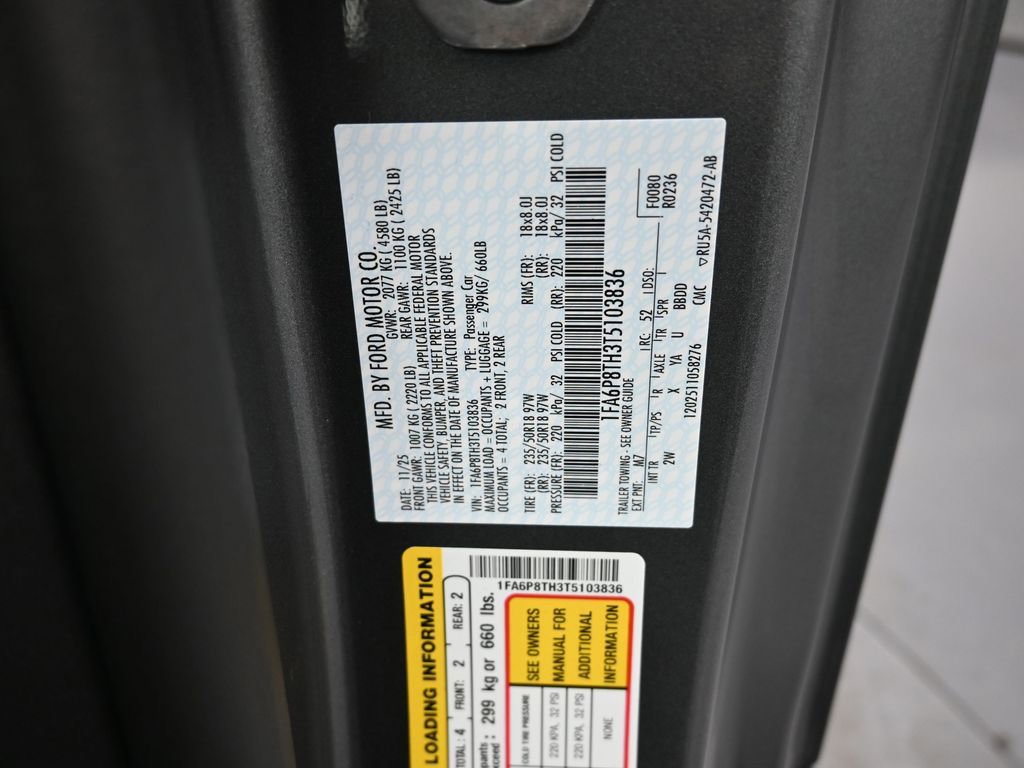 MFD. BY FORD MOTOR CO.
DATE: 11/25 GVWR: 2077 KG ( 4580 LB)
FRONT GAWR: 1007 KG ( 2220 LB) REAR GAWR: 1100 KG ( 2425 LB)
THIS VEHICLE CONFORMS TO ALL APPLICABLE FEDERAL MOTOR
VEHICLE SAFETY, BUMPER, AND THEFT PREVENTION STANDARDS
IN EFFECT ON THE DATE OF MANUFACTURE SHOWN ABOVE.
VIN: 1FA6P8TH3T5103836 TYPE: Passenger Car
MAXIMUM LOAD = OCCUPANTS + LUGGAGE = 299KG/ 660LB
OCCUPANTS = 4 TOTAL; 2 FRONT, 2 REAR
TIRE (FR): 235/50R18 97W RIMS (FR): 18x8.0J
(RR): 235/50R18 97W (RR): 18x8.0J
PRESSURE (FR): 220 kPa/ 32 PSI COLD (RR): 220 kPa/ 32 PSI COLD
1FA6P8TH3T5103836
TRAILER TOWING - SEE OWNER GUIDE
EXT PNT: M7 RC: 52 DSO: F0080
INT TR TP/PS R AXLE TR SPR R0236
2W X YA U BBDD
1202511058276 CMC ▽RU5A-5420472-AB
LOADING INFORMATION
TOTAL: 4 FRONT: 2 REAR: 2
299 kg or 660 lbs.
1FA6P8TH3T5103836
COLD TIRE PRESSURE
220 KPA, 32 PSI
220 KPA, 32 PSI
NONE
SEE OWNERS
MANUAL FOR
ADDITIONAL
INFORMATION